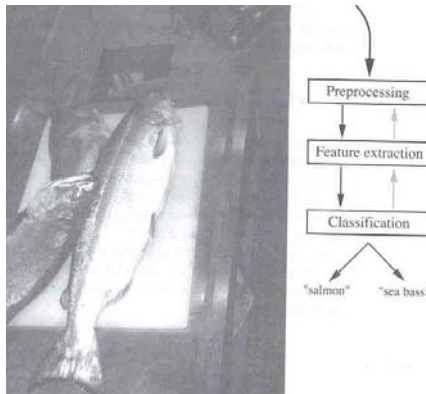 Preprocessing
Feature extraction
Classification
"salmon"
"sea bass"